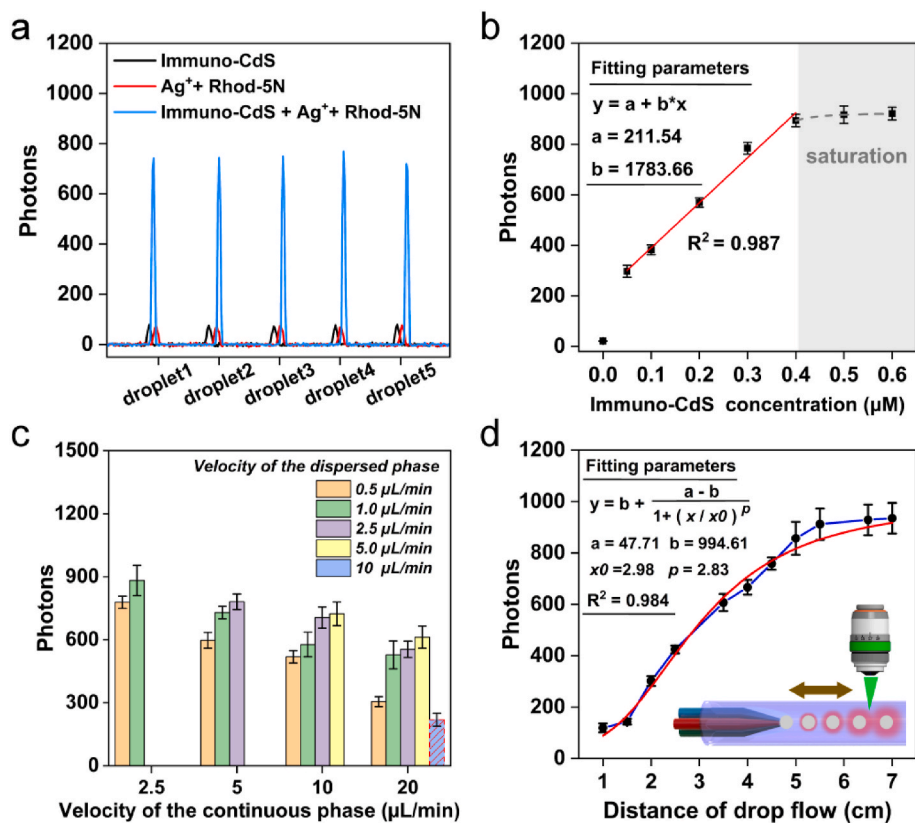 a
1200
1000
800
600
400
200
0
Photons
Immuno-CdS
Ag⁺+ Rhod-5N
Immuno-CdS + Ag⁺+ Rhod-5N
droplet1
droplet2
droplet3
droplet4
droplet5
b
1200
1000
800
600
400
200
0
Photons
Fitting parameters
y = a + b*x
a = 211.54
b = 1783.66
R² = 0.987
saturation
0.0 0.1 0.2 0.3 0.4 0.5 0.6
Immuno-CdS concentration (μM)
c
1500
1200
900
600
300
0
Photons
Velocity of the dispersed phase
0.5 μL/min
1.0 μL/min
2.5 μL/min
5.0 μL/min
10 μL/min
2.5 5 10 20
Velocity of the continuous phase (μL/min)
d
1200
1000
800
600
400
200
0
Photons
Fitting parameters
y = b + (a - b) / (1+ ( x / x0) ^p)
a = 47.71 b = 994.61
x0=2.98 p = 2.83
R² = 0.984
1 2 3 4 5 6 7
Distance of drop flow (cm)